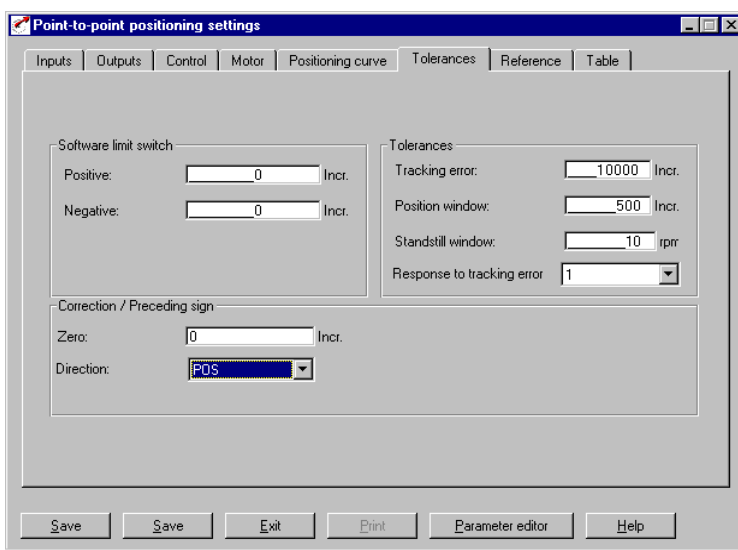 Point-to-point positioning settings
Inputs Outputs Control Motor Positioning curve Tolerances Reference Table
Software limit switch
Positive: 0 Incr.
Negative: 0 Incr.
Tolerances
Tracking error: 10000 Incr.
Position window: 500 Incr.
Standstill window: 10 rpm
Response to tracking error 1
Correction / Preceding sign
Zero: 0 Incr.
Direction: POS
Save Save Exit Print Parameter editor Help